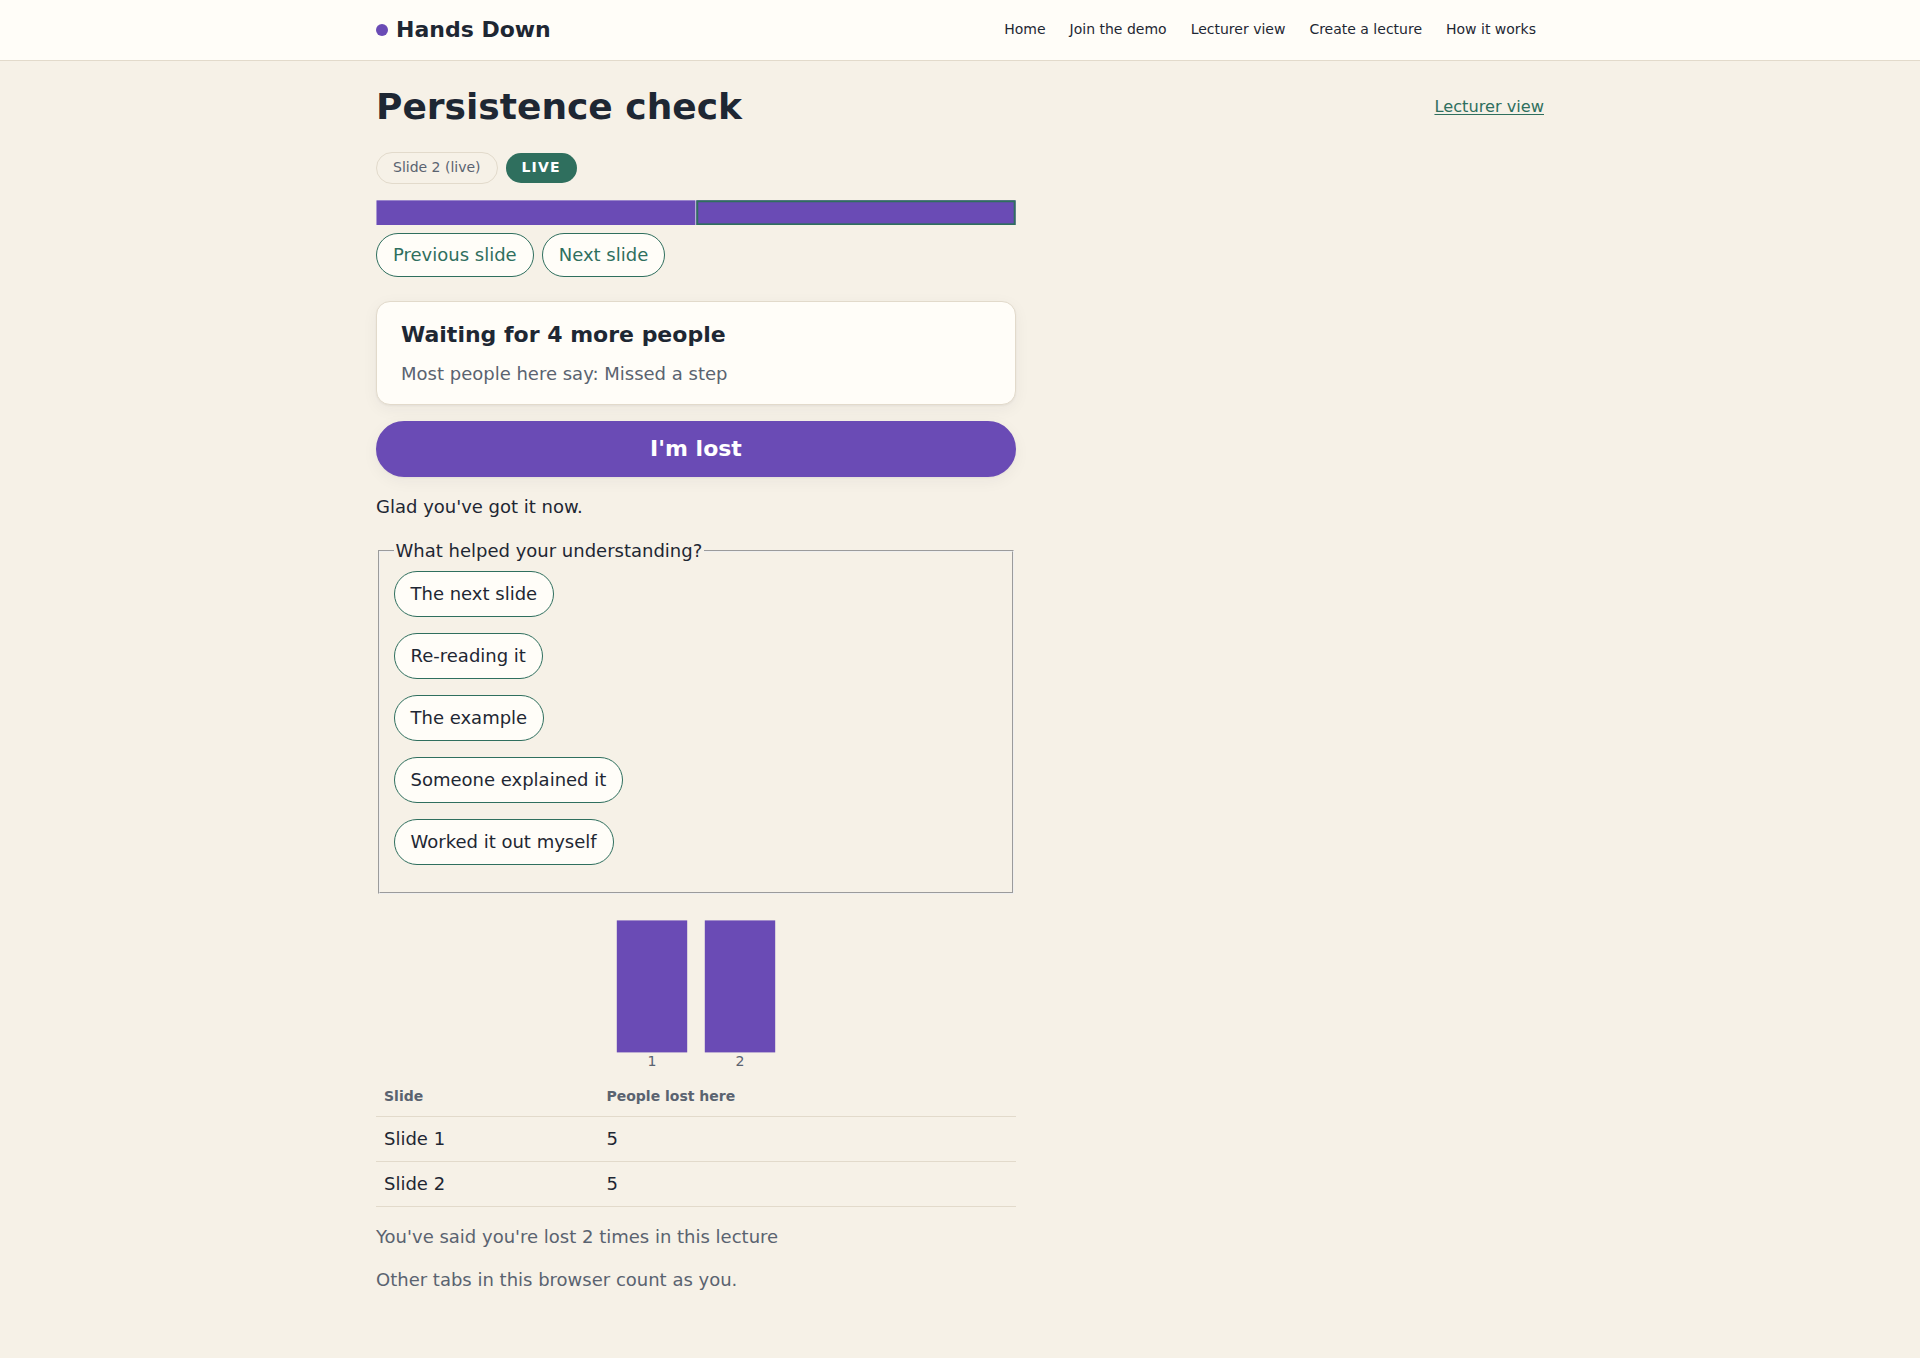 Hands Down
Home
Join the demo
Lecturer view
Create a lecture
How it works
Persistence check
Lecturer view
Slide 2 (live)
LIVE
Previous slide
Next slide
Waiting for 4 more people
Most people here say: Missed a step
I'm lost
Glad you've got it now.
What helped your understanding?
The next slide
Re-reading it
The example
Someone explained it
Worked it out myself
1
2
Slide
People lost here
Slide 1
5
Slide 2
5
You've said you're lost 2 times in this lecture
Other tabs in this browser count as you.